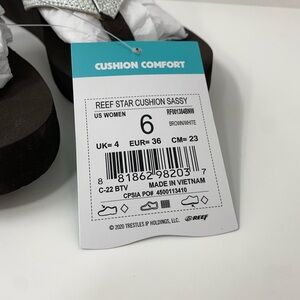 CUSHION COMFORT
REEF STAR CUSHION SASSY
US WOMEN
RF001384BNW
6
BROWN/WHITE
UK= 4 EUR= 36 CM= 23
8 81862 98203 7
C-22 BTV MADE IN VIETNAM
CPSIA PO# 4500113410
© 2020 TRESTLES IP HOLDINGS, LLC.
REEF